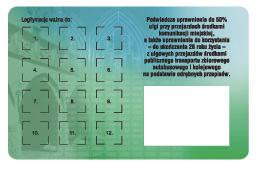 Legitymacja ważna do:
1. 2. 3.
4. 5. 6.
7. 8. 9.
10. 11. 12.
Poświadcza uprawnienia do 50%
ulgi przy przejazdach środkami
komunikacji miejskiej,
a także uprawnienie do korzystania
– do ukończenia 26 roku życia –
z ulgowych przejazdów środkami
publicznego transportu zbiorowego
autobusowego i kolejowego
na podstawie odrębnych przepisów.